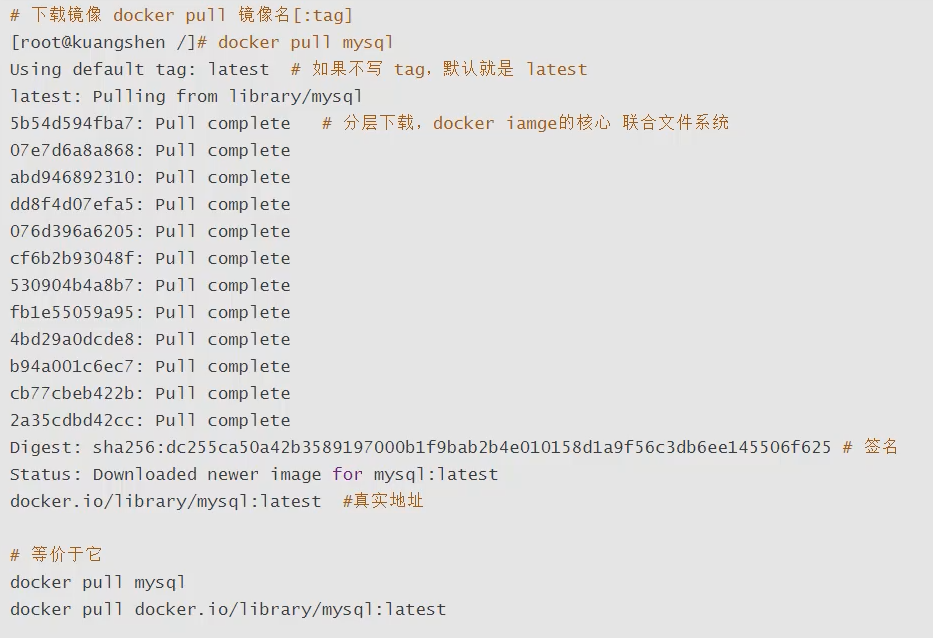 # 下载镜像 docker pull 镜像名[:tag]
[root@kuangshen /]# docker pull mysql
Using default tag: latest  # 如果不写 tag，默认就是 latest
latest: Pulling from library/mysql
5b54d594fba7: Pull complete   # 分层下载，docker iamge的核心 联合文件系统
07e7d6a8a868: Pull complete
abd946892310: Pull complete
dd8f4d07efa5: Pull complete
076d396a6205: Pull complete
cf6b2b93048f: Pull complete
530904b4a8b7: Pull complete
fb1e55059a95: Pull complete
4bd29a0dcde8: Pull complete
b94a001c6ec7: Pull complete
cb77cbeb422b: Pull complete
2a35cdbd42cc: Pull complete
Digest: sha256:dc255ca50a42b3589197000b1f9bab2b4e010158d1a9f56c3db6ee145506f625 # 签名
Status: Downloaded newer image for mysql:latest
docker.io/library/mysql:latest  #真实地址
# 等价于它
docker pull mysql
docker pull docker.io/library/mysql:latest